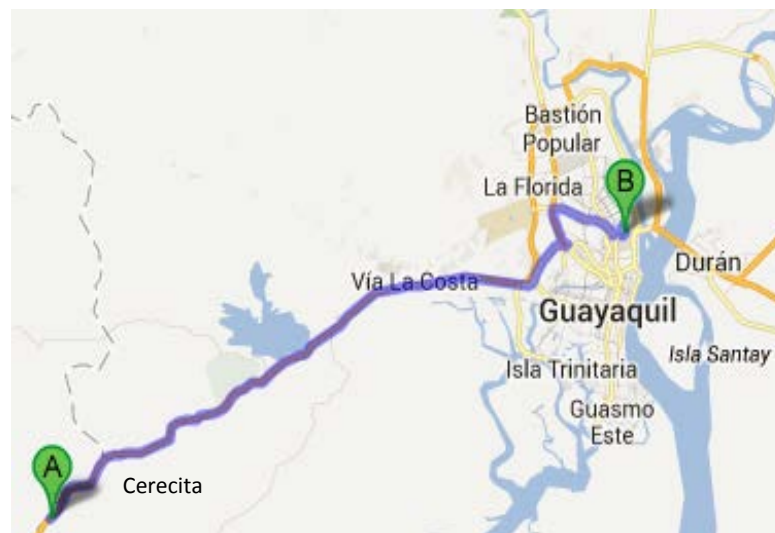 Bastión
Popular
La Florida
B
Durán
Vía La Costa
Guayaquil
Isla Santay
Isla Trinitaria
Guasmo
Este
A
Cerecita